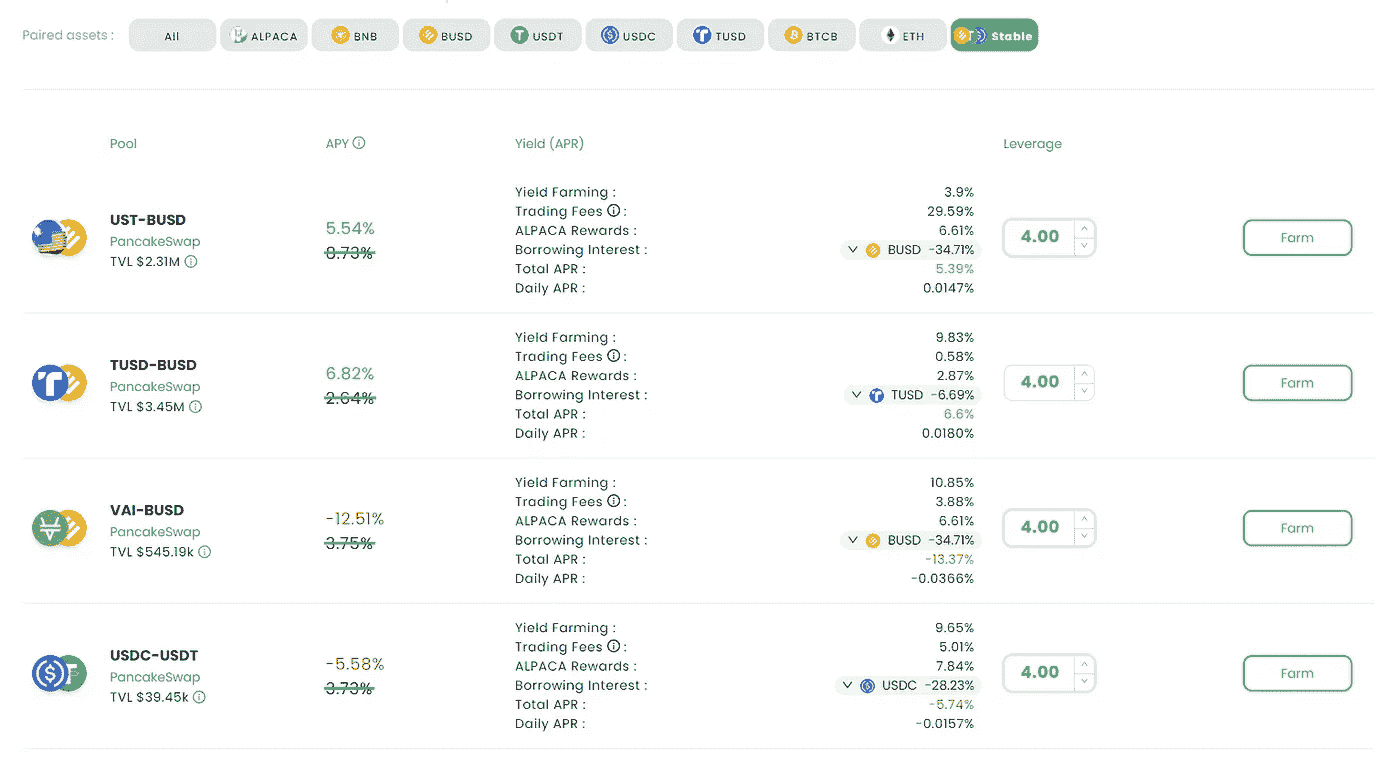 Paired assets : All ALPACA BNB BUSD USDT USDC TUSD BTCB ETH Stable
Pool APY Yield (APR) Leverage
UST-BUSD
PancakeSwap
TVL $2.31M
5.54%
8.73%
Yield Farming : 3.9%
Trading Fees : 29.59%
ALPACA Rewards : 6.61%
Borrowing Interest : BUSD -34.71%
Total APR : 5.39%
Daily APR : 0.0147%
4.00
Farm
TUSD-BUSD
PancakeSwap
TVL $3.45M
6.82%
2.64%
Yield Farming : 9.83%
Trading Fees : 0.58%
ALPACA Rewards : 2.87%
Borrowing Interest : TUSD -6.69%
Total APR : 6.6%
Daily APR : 0.0180%
4.00
Farm
VAI-BUSD
PancakeSwap
TVL $545.19k
-12.51%
3.75%
Yield Farming : 10.85%
Trading Fees : 3.88%
ALPACA Rewards : 6.61%
Borrowing Interest : BUSD -34.71%
Total APR : -13.37%
Daily APR : -0.0366%
4.00
Farm
USDC-USDT
PancakeSwap
TVL $39.45k
-5.58%
3.73%
Yield Farming : 9.65%
Trading Fees : 5.01%
ALPACA Rewards : 7.84%
Borrowing Interest : USDC -28.23%
Total APR : -5.74%
Daily APR : -0.0157%
4.00
Farm